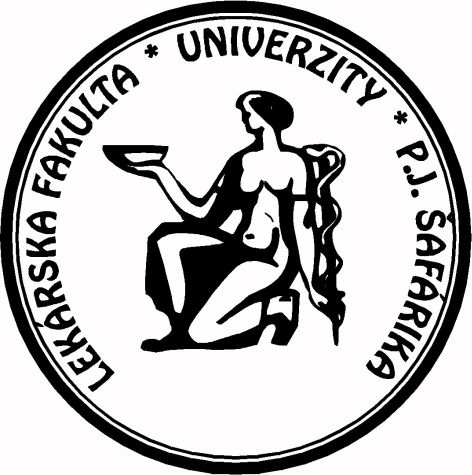 LEKÁRSKA FAKULTA * UNIVERZITY * P.J. ŠAFÁRIKA